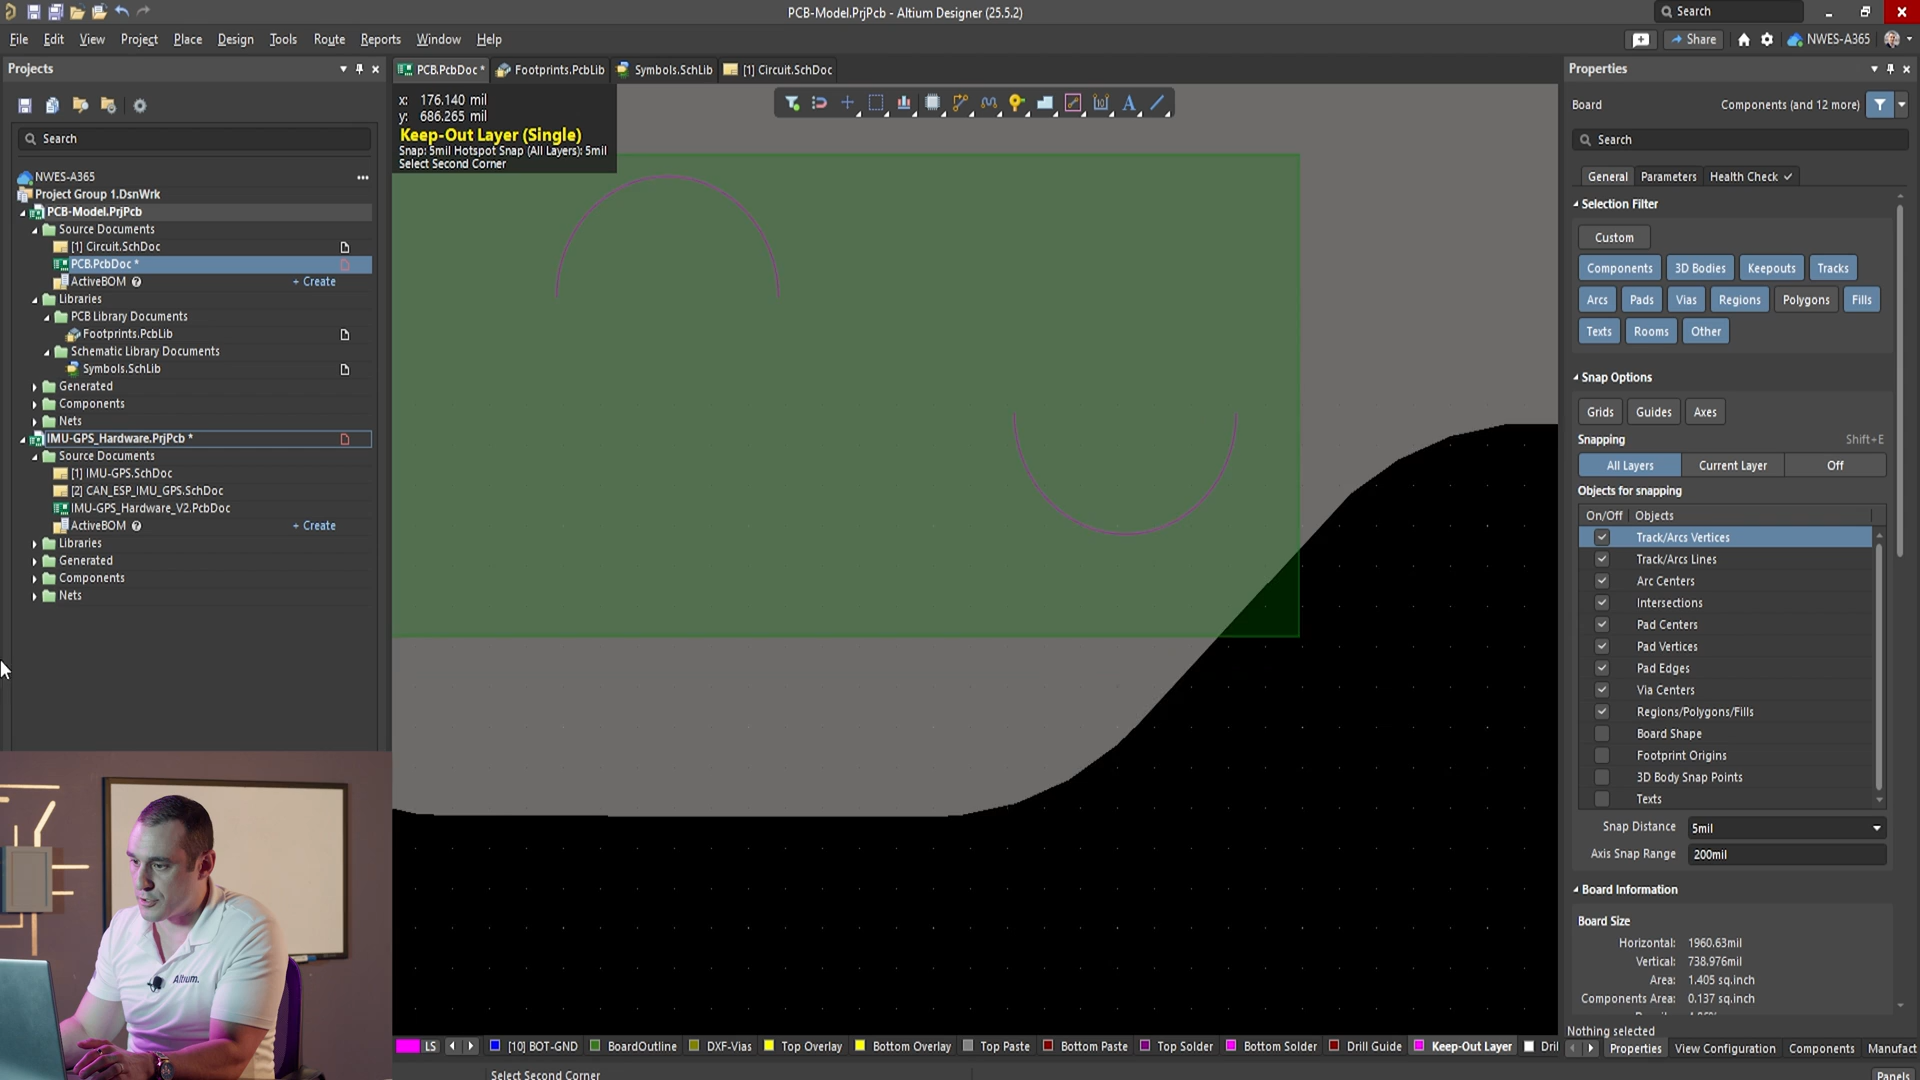 PCB-Model.PrjPcb - Altium Designer (25.5.2)
Search
File Edit View Project Place Design Tools Route Reports Window Help
Share
NWES-A365
Projects
PCB.PcbDoc *
Footprints.PcbLib
Symbols.SchLib
[1] Circuit.SchDoc
Properties
x: 176.140 mil
y: 686.265 mil
Keep-Out Layer (Single)
Snap: 5mil Hotspot Snap (All Layers): 5mil
Select Second Corner
Search
NWES-A365
Project Group 1.DsnWrk
PCB-Model.PrjPcb
Source Documents
[1] Circuit.SchDoc
PCB.PcbDoc *
ActiveBOM
+ Create
Libraries
PCB Library Documents
Footprints.PcbLib
Schematic Library Documents
Symbols.SchLib
Generated
Components
Nets
IMU-GPS_Hardware.PrjPcb *
Source Documents
[1] IMU-GPS.SchDoc
[2] CAN_ESP_IMU_GPS.SchDoc
IMU-GPS_Hardware_V2.PcbDoc
ActiveBOM
+ Create
Libraries
Generated
Components
Nets
Board
Components (and 12 more)
Search
General
Parameters
Health Check
Selection Filter
Custom
Components 3D Bodies Keepouts Tracks
Arcs Pads Vias Regions Polygons Fills
Texts Rooms Other
Snap Options
Grids Guides Axes
Snapping
Shift+E
All Layers
Current Layer
Off
Objects for snapping
On/Off Objects
Track/Arcs Vertices
Track/Arcs Lines
Arc Centers
Intersections
Pad Centers
Pad Vertices
Pad Edges
Via Centers
Regions/Polygons/Fills
Board Shape
Footprint Origins
3D Body Snap Points
Texts
Snap Distance 5mil
Axis Snap Range 200mil
Board Information
Board Size
Horizontal: 1960.63mil
Vertical: 738.976mil
Area: 1.405 sq.inch
Components Area: 0.137 sq.inch
Nothing selected
Properties
View Configuration
Components
Manufact
Altium.
LS
[10] BOT-GND
BoardOutline
DXF-Vias
Top Overlay
Bottom Overlay
Top Paste
Bottom Paste
Top Solder
Bottom Solder
Drill Guide
Keep-Out Layer
Dri
Select Second Corner
Panels